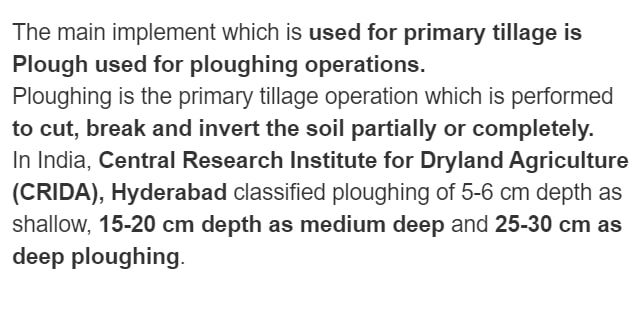 The main implement which is used for primary tillage is
Plough used for ploughing operations.
Ploughing is the primary tillage operation which is performed
to cut, break and invert the soil partially or completely.
In India, Central Research Institute for Dryland Agriculture
(CRIDA), Hyderabad classified ploughing of 5-6 cm depth as
shallow, 15-20 cm depth as medium deep and 25-30 cm as
deep ploughing.